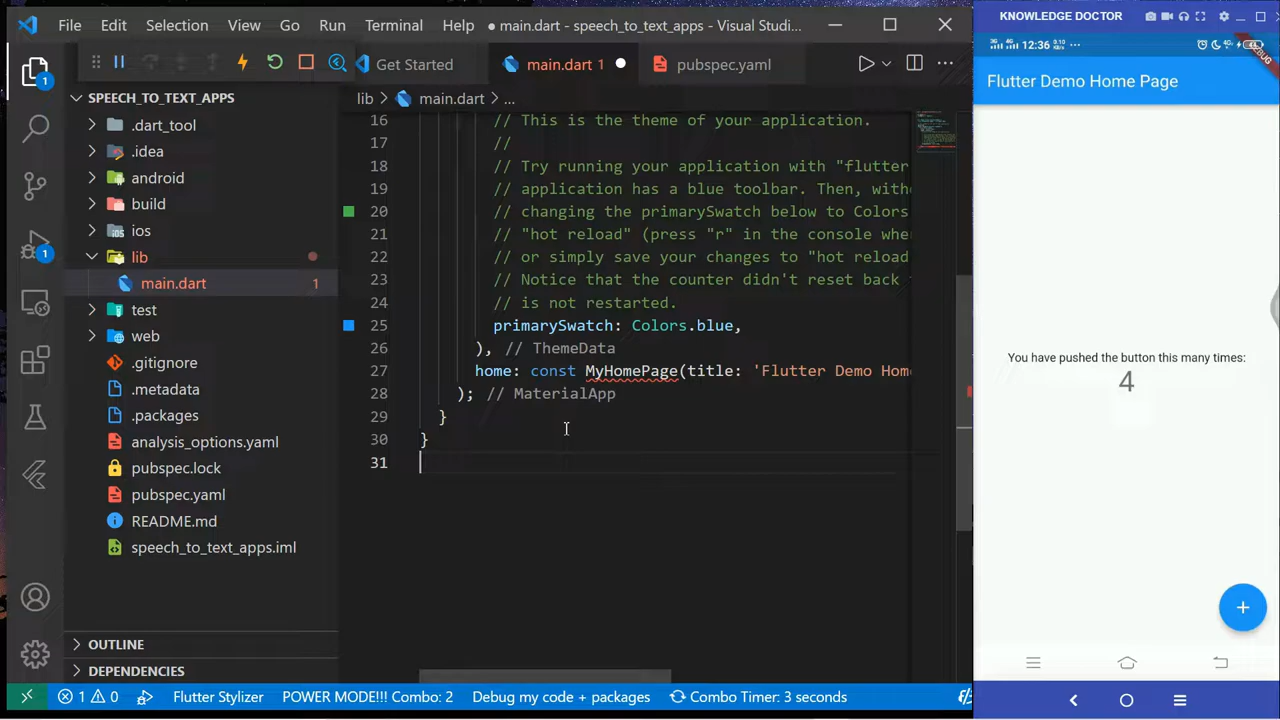 File Edit Selection View Go Run Terminal Help
● main.dart - speech_to_text_apps - Visual Studi...
KNOWLEDGE DOCTOR
12:36 ...
Get Started
main.dart 1
pubspec.yaml
Flutter Demo Home Page
SPEECH_TO_TEXT_APPS
lib > main.dart > ...
.dart_tool
.idea
android
build
ios
lib
main.dart 1
test
web
.gitignore
.metadata
.packages
analysis_options.yaml
pubspec.lock
pubspec.yaml
README.md
speech_to_text_apps.iml
OUTLINE
DEPENDENCIES
16 // This is the theme of your application.
17 //
18 // Try running your application with "flutter
19 // application has a blue toolbar. Then, with
20 // changing the primarySwatch below to Colors
21 // "hot reload" (press "r" in the console whe
22 // or simply save your changes to "hot reload
23 // Notice that the counter didn't reset back
24 // is not restarted.
25 primarySwatch: Colors.blue,
26 ), // ThemeData
27 home: const MyHomePage(title: 'Flutter Demo Hom
28 ); // MaterialApp
29 }
30 }
31
You have pushed the button this many times:
4
1 0 Flutter Stylizer POWER MODE!!! Combo: 2 Debug my code + packages Combo Timer: 3 seconds